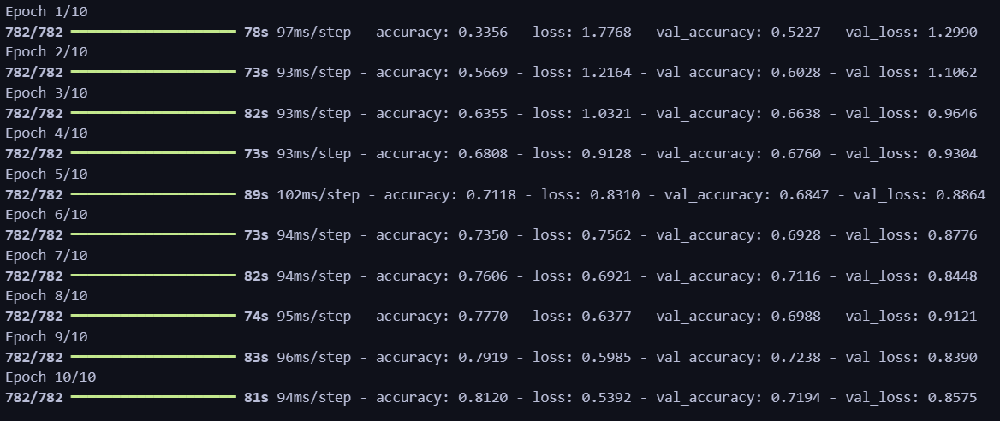 Epoch 1/10
782/782 ━━━━━━━━━━━━━━━━━━━━ 78s 97ms/step - accuracy: 0.3356 - loss: 1.7768 - val_accuracy: 0.5227 - val_loss: 1.2990
Epoch 2/10
782/782 ━━━━━━━━━━━━━━━━━━━━ 73s 93ms/step - accuracy: 0.5669 - loss: 1.2164 - val_accuracy: 0.6028 - val_loss: 1.1062
Epoch 3/10
782/782 ━━━━━━━━━━━━━━━━━━━━ 82s 93ms/step - accuracy: 0.6355 - loss: 1.0321 - val_accuracy: 0.6638 - val_loss: 0.9646
Epoch 4/10
782/782 ━━━━━━━━━━━━━━━━━━━━ 73s 93ms/step - accuracy: 0.6808 - loss: 0.9128 - val_accuracy: 0.6760 - val_loss: 0.9304
Epoch 5/10
782/782 ━━━━━━━━━━━━━━━━━━━━ 89s 102ms/step - accuracy: 0.7118 - loss: 0.8310 - val_accuracy: 0.6847 - val_loss: 0.8864
Epoch 6/10
782/782 ━━━━━━━━━━━━━━━━━━━━ 73s 94ms/step - accuracy: 0.7350 - loss: 0.7562 - val_accuracy: 0.6928 - val_loss: 0.8776
Epoch 7/10
782/782 ━━━━━━━━━━━━━━━━━━━━ 82s 94ms/step - accuracy: 0.7606 - loss: 0.6921 - val_accuracy: 0.7116 - val_loss: 0.8448
Epoch 8/10
782/782 ━━━━━━━━━━━━━━━━━━━━ 74s 95ms/step - accuracy: 0.7770 - loss: 0.6377 - val_accuracy: 0.6988 - val_loss: 0.9121
Epoch 9/10
782/782 ━━━━━━━━━━━━━━━━━━━━ 83s 96ms/step - accuracy: 0.7919 - loss: 0.5985 - val_accuracy: 0.7238 - val_loss: 0.8390
Epoch 10/10
782/782 ━━━━━━━━━━━━━━━━━━━━ 81s 94ms/step - accuracy: 0.8120 - loss: 0.5392 - val_accuracy: 0.7194 - val_loss: 0.8575